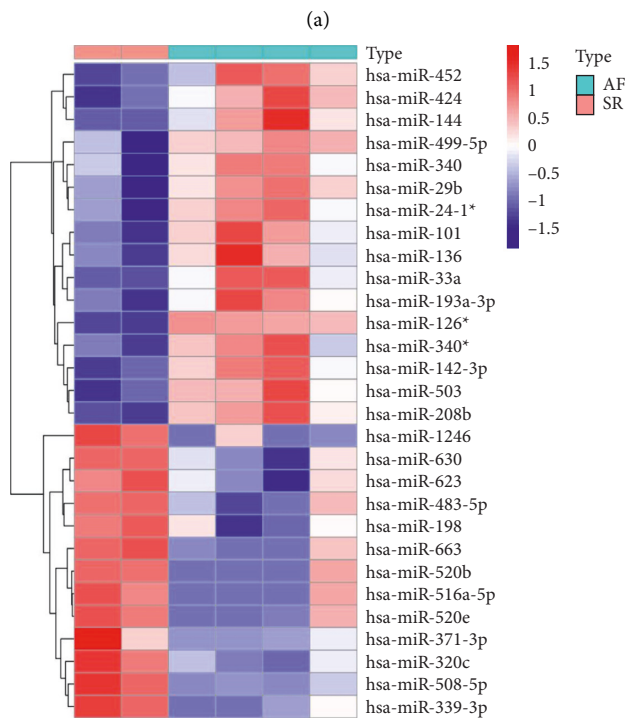 (a)
Type
hsa-miR-452
hsa-miR-424
hsa-miR-144
hsa-miR-499-5p
hsa-miR-340
hsa-miR-29b
hsa-miR-24-1*
hsa-miR-101
hsa-miR-136
hsa-miR-33a
hsa-miR-193a-3p
hsa-miR-126*
hsa-miR-340*
hsa-miR-142-3p
hsa-miR-503
hsa-miR-208b
hsa-miR-1246
hsa-miR-630
hsa-miR-623
hsa-miR-483-5p
hsa-miR-198
hsa-miR-663
hsa-miR-520b
hsa-miR-516a-5p
hsa-miR-520e
hsa-miR-371-3p
hsa-miR-320c
hsa-miR-508-5p
hsa-miR-339-3p
1.5
1
0.5
0
−0.5
−1
−1.5
Type
AF
SR